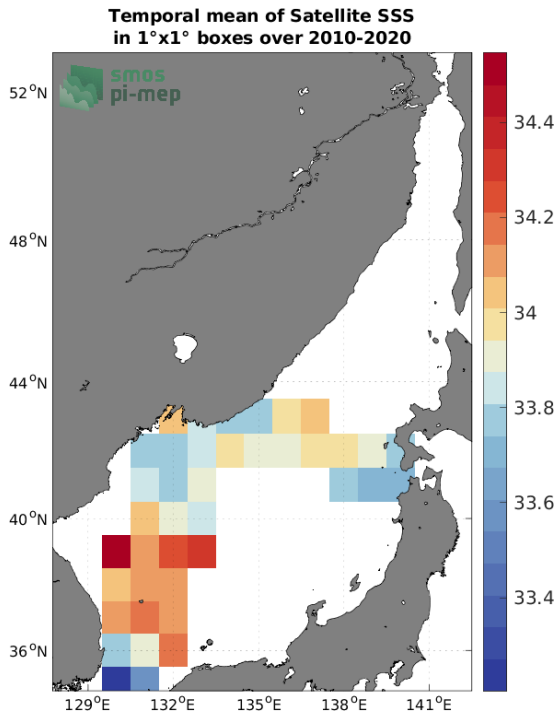 Temporal mean of Satellite SSS
in 1°x1° boxes over 2010-2020
smos
pi-mep
52°N
48°N
44°N
40°N
36°N
129°E 132°E 135°E 138°E 141°E
34.4
34.2
34
33.8
33.6
33.4